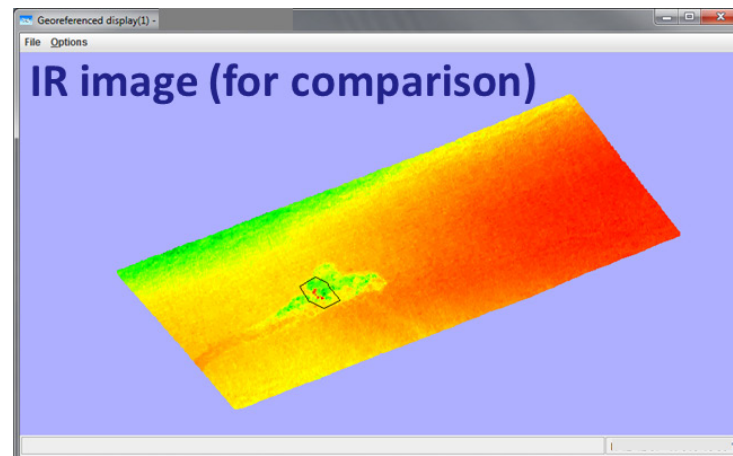 Georeferenced display(1) -
File Options
IR image (for comparison)